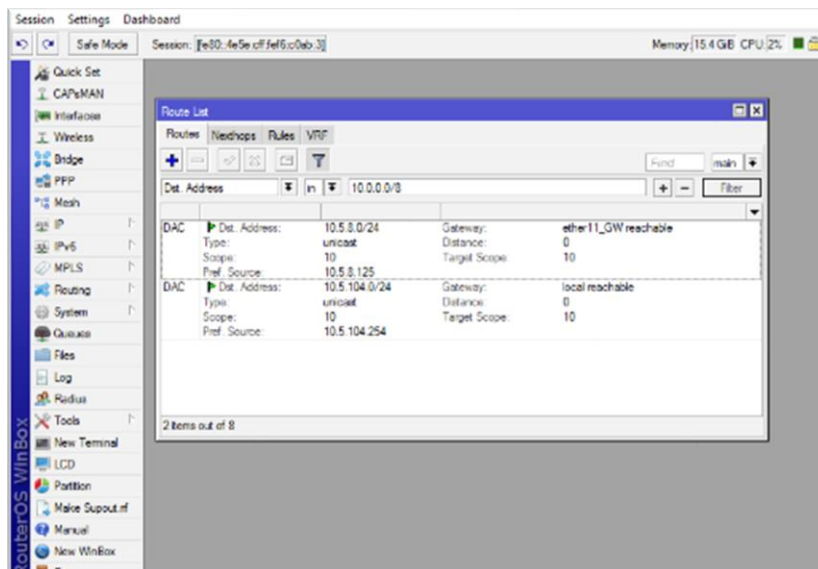 Session Settings Dashboard
Safe Mode Session: [fe80::4e5e:cff:fef6:c0ab:3] Memory: 15.4 GiB CPU: 2%
Quick Set
CAPsMAN
Interfaces
Wireless
Bridge
PPP
Mesh
IP
IPv6
MPLS
Routing
System
Queues
Files
Log
Radius
Tools
New Terminal
LCD
Partition
Make Supout.rif
Manual
New WinBox
RouterOS WinBox
Route List
Routes Nexthops Rules VRF
Find main
Dst. Address in 10.0.0.0/8 + - Filter
DAC Dst. Address: 10.5.8.0/24 Gateway: ether11_GW reachable
Type: unicast Distance: 0
Scope: 10 Target Scope: 10
Pref. Source: 10.5.8.125
DAC Dst. Address: 10.5.104.0/24 Gateway: local reachable
Type: unicast Distance: 0
Scope: 10 Target Scope: 10
Pref. Source: 10.5.104.254
2 items out of 8